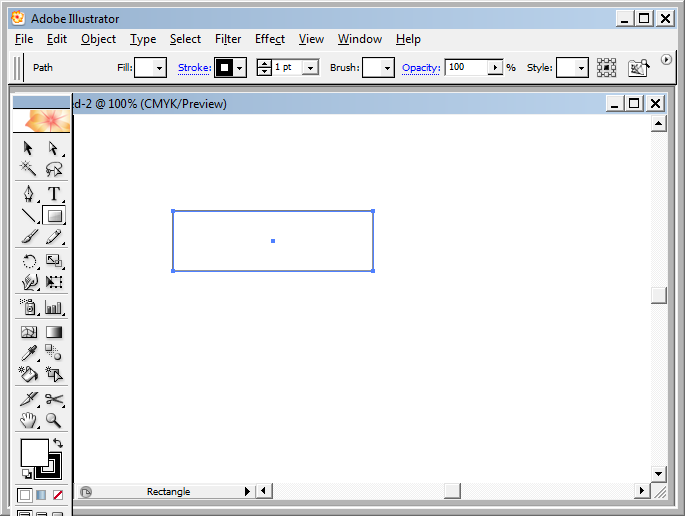 Adobe Illustrator
File Edit Object Type Select Filter Effect View Window Help
Path Fill: Stroke: 1 pt Brush: Opacity: 100 % Style:
ed-2 @ 100% (CMYK/Preview)
T
Rectangle